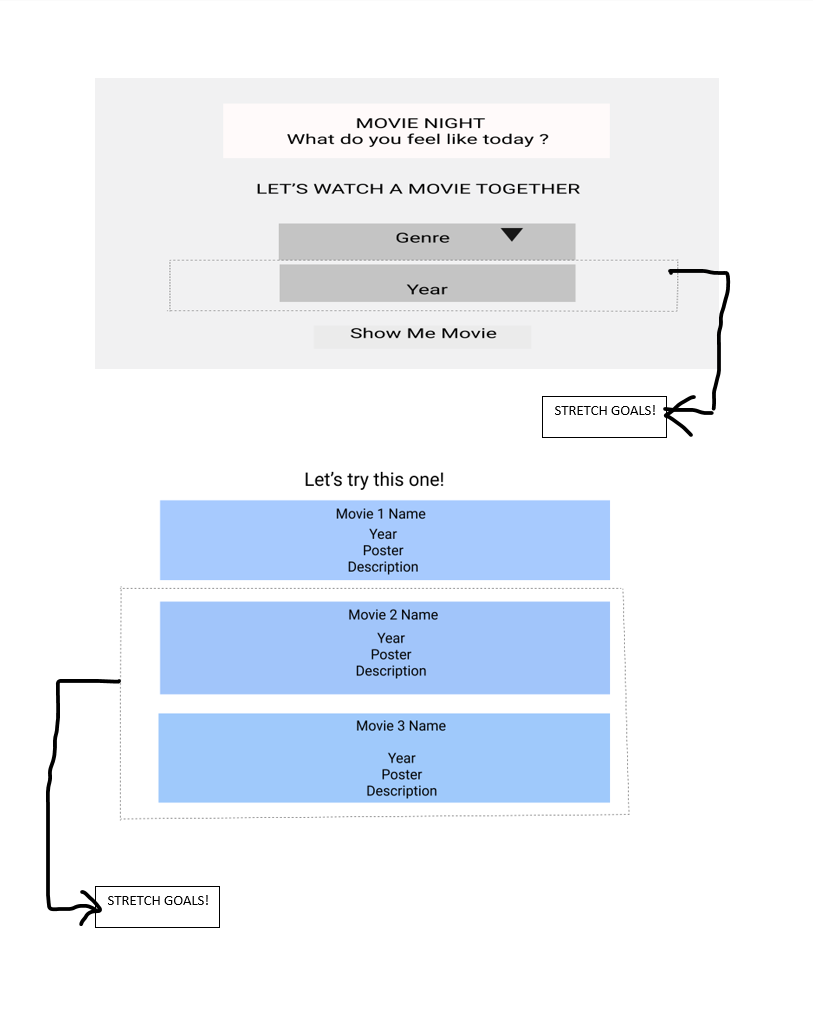 MOVIE NIGHT
What do you feel like today ?
LET'S WATCH A MOVIE TOGETHER
Genre
Year
Show Me Movie
STRETCH GOALS!
Let's try this one!
Movie 1 Name
Year
Poster
Description
Movie 2 Name
Year
Poster
Description
Movie 3 Name
Year
Poster
Description
STRETCH GOALS!